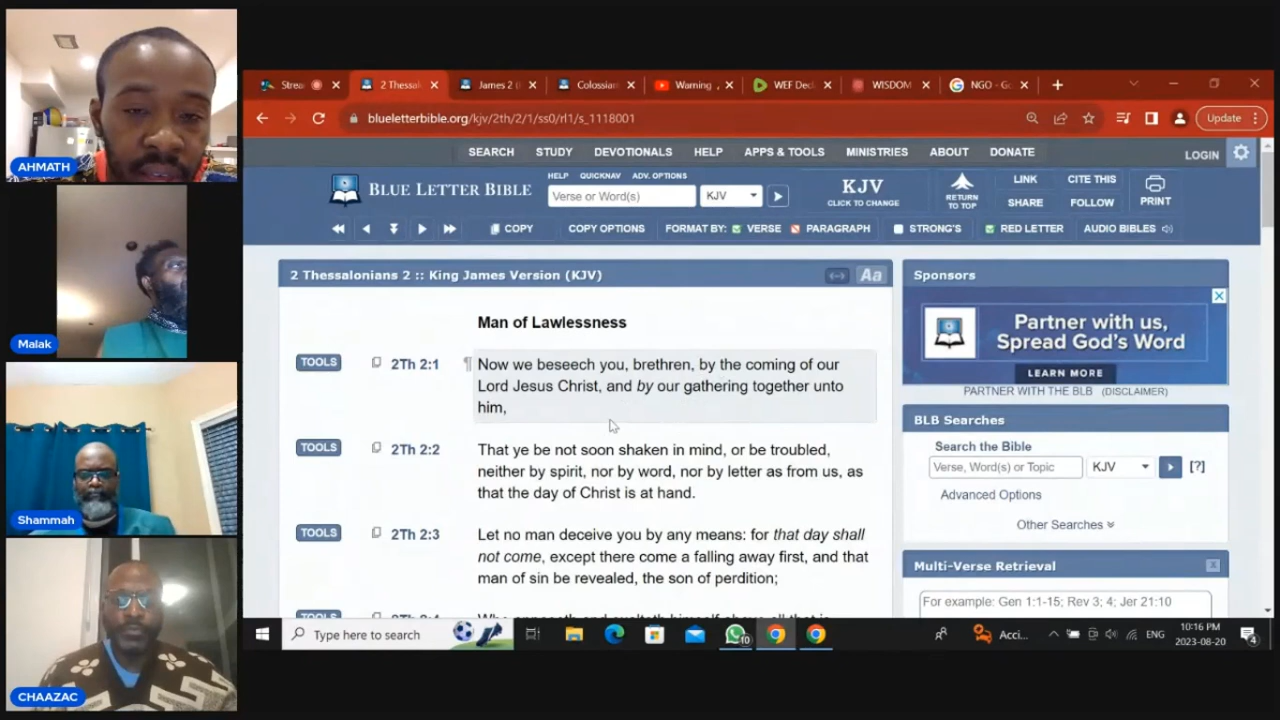 AHMATH
Malak
Shammah
CHAAZAC
Strea
2 Thessal
James 2 (
Colossian
Warning ,
WEF Decl
WISDOM
NGO - Go
blueletterbible.org/kjv/2th/2/1/ss0/rl1/s_1118001
Update
SEARCH STUDY DEVOTIONALS HELP APPS & TOOLS MINISTRIES ABOUT DONATE
LOGIN
BLUE LETTER BIBLE
HELP QUICKNAV ADV. OPTIONS
Verse or Word(s) KJV
KJV
CLICK TO CHANGE
RETURN
TO TOP
LINK CITE THIS
SHARE FOLLOW
PRINT
COPY COPY OPTIONS FORMAT BY: VERSE PARAGRAPH STRONG'S RED LETTER AUDIO BIBLES
2 Thessalonians 2 :: King James Version (KJV)
Aa
Man of Lawlessness
TOOLS 2Th 2:1 ¶ Now we beseech you, brethren, by the coming of our
Lord Jesus Christ, and by our gathering together unto
him,
TOOLS 2Th 2:2 That ye be not soon shaken in mind, or be troubled,
neither by spirit, nor by word, nor by letter as from us, as
that the day of Christ is at hand.
TOOLS 2Th 2:3 Let no man deceive you by any means: for that day shall
not come, except there come a falling away first, and that
man of sin be revealed, the son of perdition;
Sponsors
Partner with us,
Spread God's Word
LEARN MORE
PARTNER WITH THE BLB (DISCLAIMER)
BLB Searches
Search the Bible
Verse, Word(s) or Topic KJV [?]
Advanced Options
Other Searches
Multi-Verse Retrieval
For example: Gen 1:1-15; Rev 3; 4; Jer 21:10
Type here to search
10
Acci...
ENG
10:16 PM
2023-08-20
4